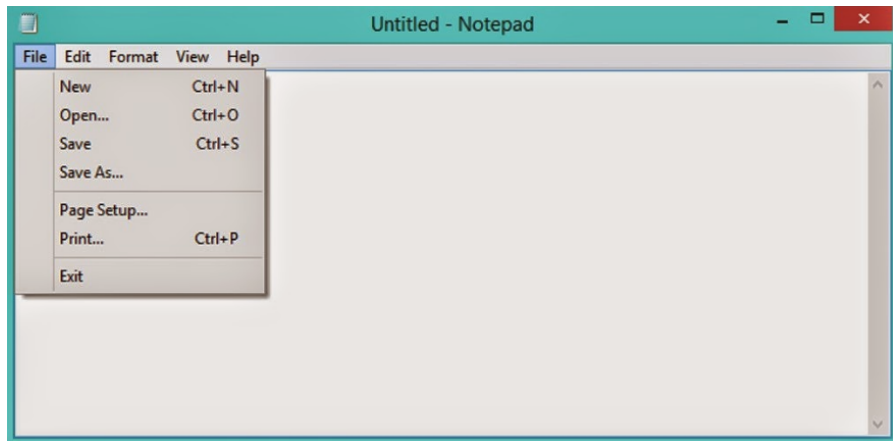 Untitled - Notepad
File Edit Format View Help
New Ctrl+N
Open... Ctrl+O
Save Ctrl+S
Save As...
Page Setup...
Print... Ctrl+P
Exit